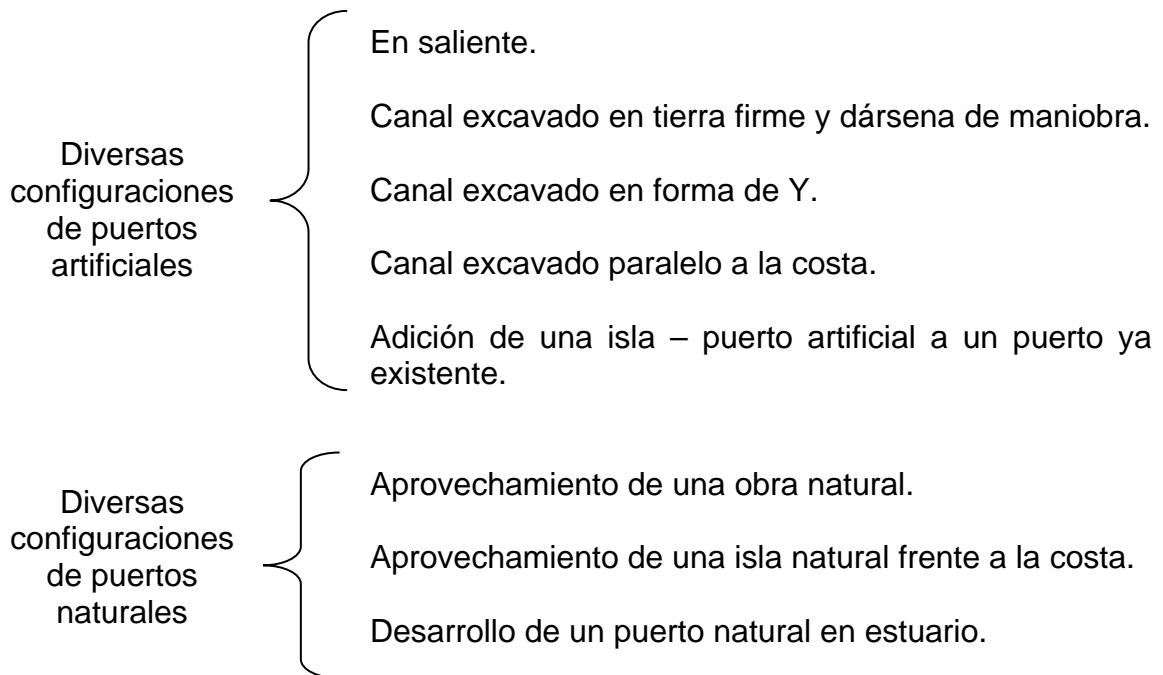 Diversas
configuraciones
de puertos
artificiales
En saliente.
Canal excavado en tierra firme y dársena de maniobra.
Canal excavado en forma de Y.
Canal excavado paralelo a la costa.
Adición de una isla – puerto artificial a un puerto ya
existente.
Diversas
configuraciones
de puertos
naturales
Aprovechamiento de una obra natural.
Aprovechamiento de una isla natural frente a la costa.
Desarrollo de un puerto natural en estuario.